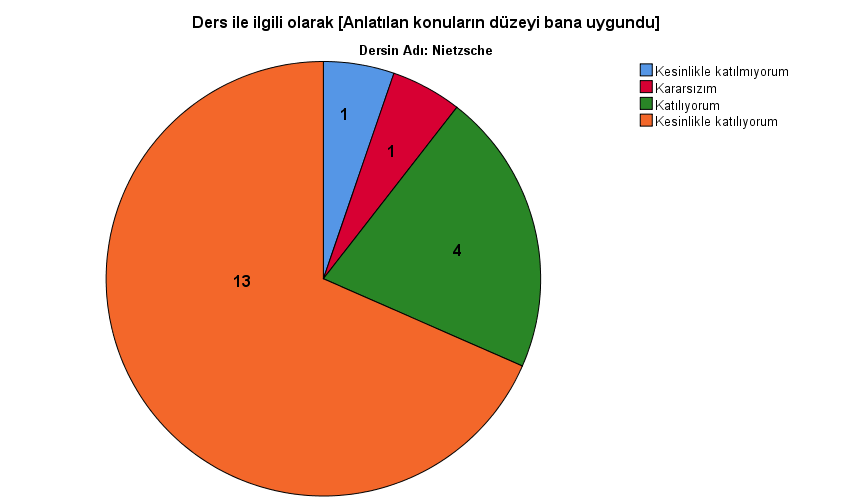 Ders ile ilgili olarak [Anlatılan konuların düzeyi bana uygundu]
Dersin Adı: Nietzsche
Kesinlikle katılmıyorum
Kararsızım
Katılıyorum
Kesinlikle katılıyorum
1
1
4
13